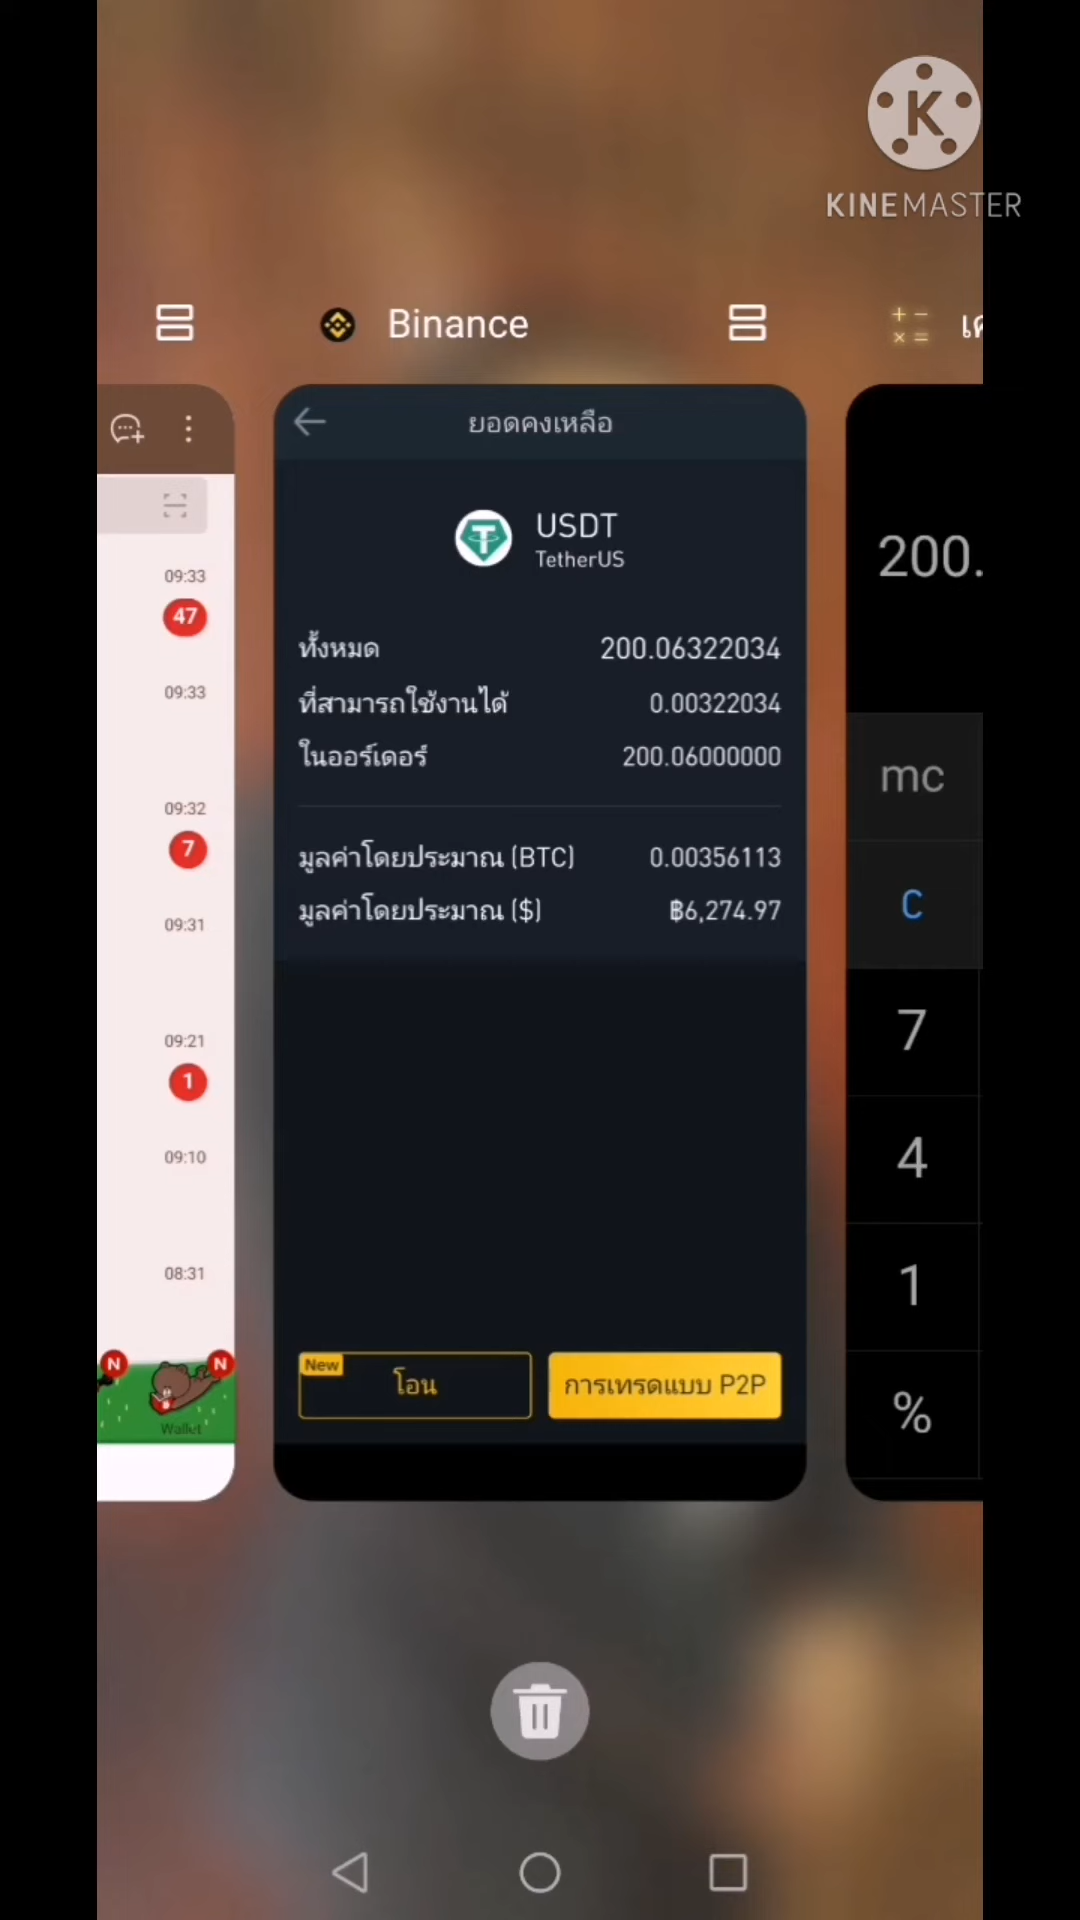 K
KINEMASTER
Binance
ยอดคงเหลือ
USDT
TetherUS
ทั้งหมด 200.06322034
ที่สามารถใช้งานได้ 0.00322034
ในออร์เดอร์ 200.06000000
มูลค่าโดยประมาณ (BTC) 0.00356113
มูลค่าโดยประมาณ ($) ฿6,274.97
New
โอน
การเทรดแบบ P2P
09:33
47
09:33
09:32
7
09:31
09:21
1
09:10
08:31
N
N
Wallet
200.
mc
C
7
4
1
%